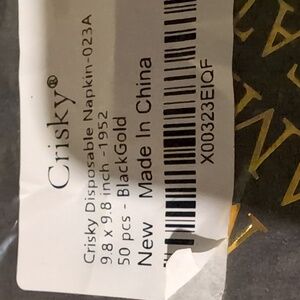 Crisky®
Crisky Disposable Napkin-023A
9.8 x 9.8 inch -1952
50 pcs - BlackGold
New Made In China
X00323EIQF